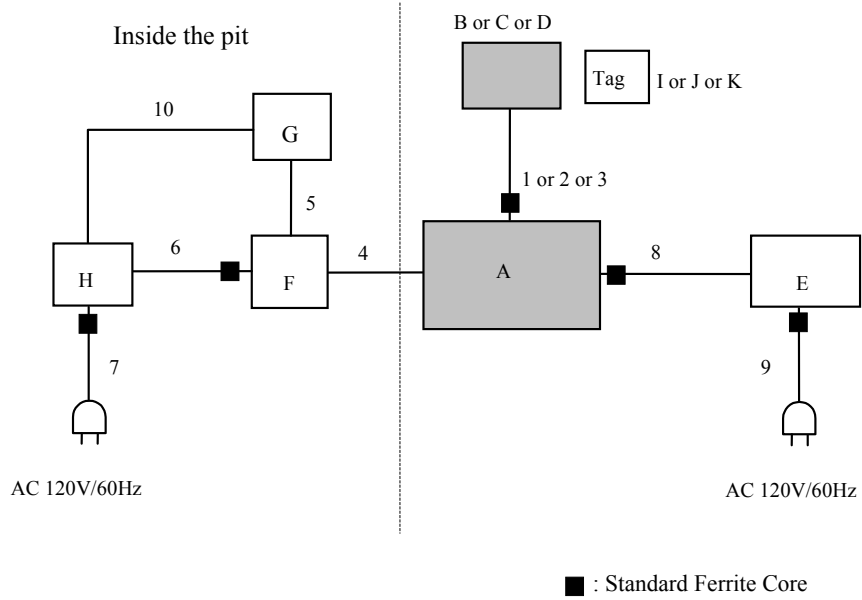 B or C or D
Inside the pit
Tag
I or J or K
10
G
1 or 2 or 3
5
6
4
8
H
F
A
E
7
9
AC 120V/60Hz
AC 120V/60Hz
: Standard Ferrite Core